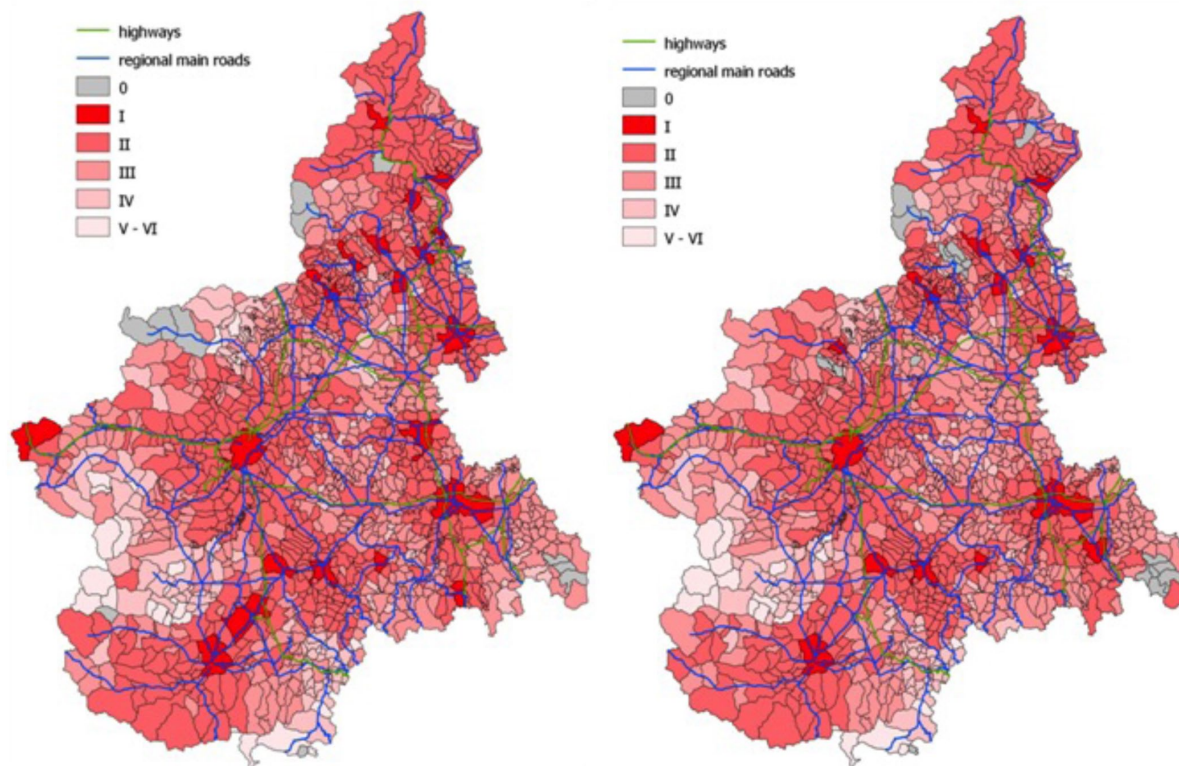 highways
regional main roads
0
I
II
III
IV
V - VI
highways
regional main roads
0
I
II
III
IV
V - VI